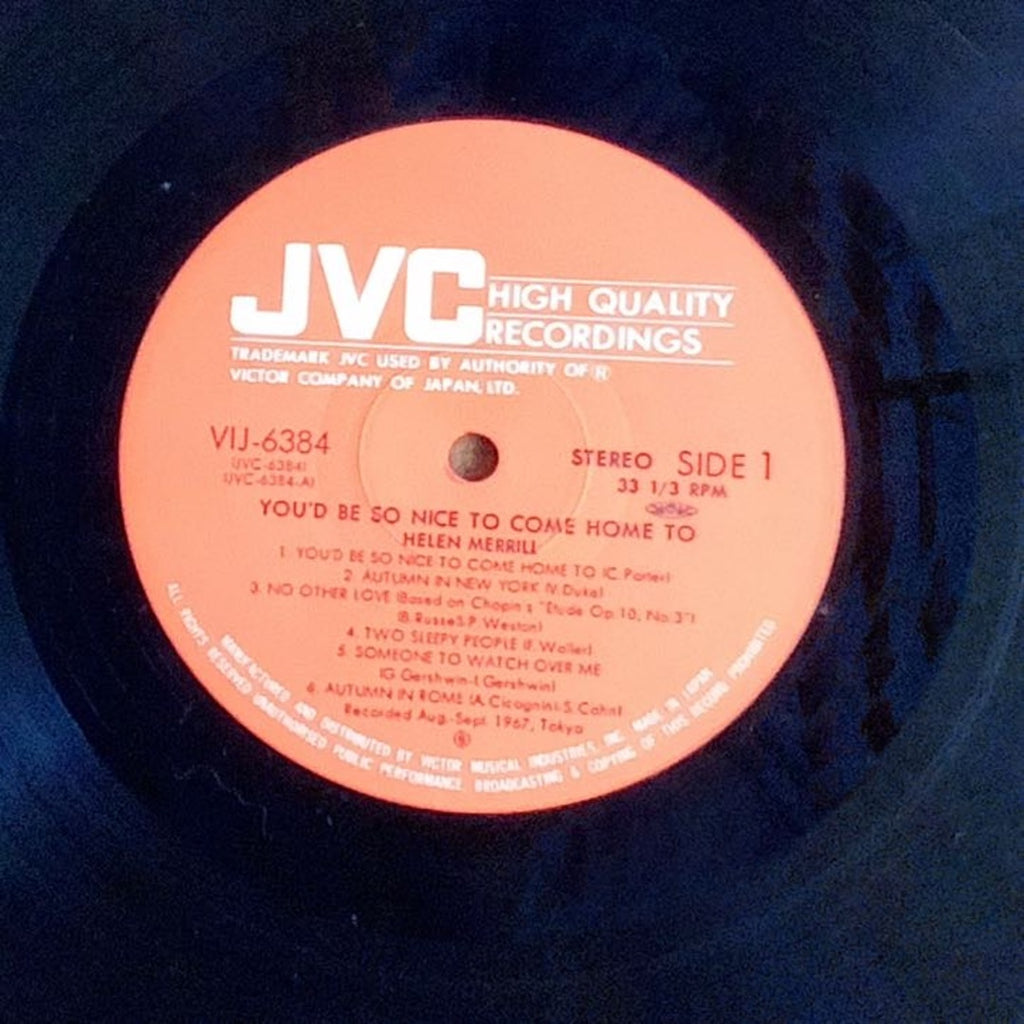 JVC HIGH QUALITY
RECORDINGS
TRADEMARK JVC USED BY AUTHORITY OF ®
VICTOR COMPANY OF JAPAN, LTD.
VIJ-6384
(JVC-6384)
(JVC-6384-A)
STEREO SIDE 1
33 1/3 RPM
YOU'D BE SO NICE TO COME HOME TO
HELEN MERRILL
1. YOU'D BE SO NICE TO COME HOME TO (C. Porter)
2. AUTUMN IN NEW YORK (V. Duke)
3. NO OTHER LOVE (Based on Chopin's "Etude Op. 10, No. 3")
(B. Russell-P. Weston)
4. TWO SLEEPY PEOPLE (F. Waller)
5. SOMEONE TO WATCH OVER ME
(G. Gershwin-I. Gershwin)
6. AUTUMN IN ROME (A. Cicognini-S. Cahn)
Recorded Aug.-Sept. 1967, Tokyo
MANUFACTURED AND DISTRIBUTED BY VICTOR MUSICAL INDUSTRIES, INC. MADE IN JAPAN
ALL RIGHTS RESERVED UNAUTHORISED PUBLIC PERFORMANCE, BROADCASTING & COPYING OF THIS RECORD PROHIBITED